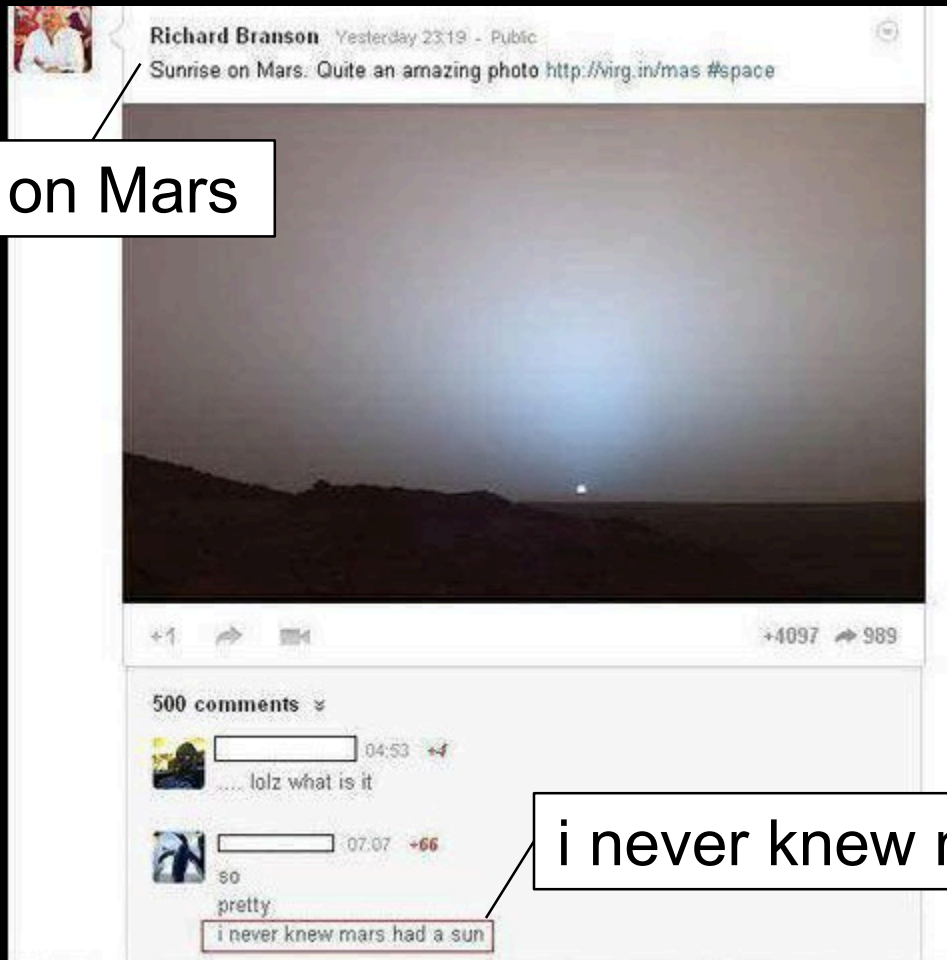 Richard Branson Yesterday 23:19 - Public
Sunrise on Mars. Quite an amazing photo http://virg.in/mas #space
on Mars
+1
+4097 989
500 comments
04:53 +4
.... lolz what is it
07:07 +66
so
pretty
i never knew mars had a sun
i never knew